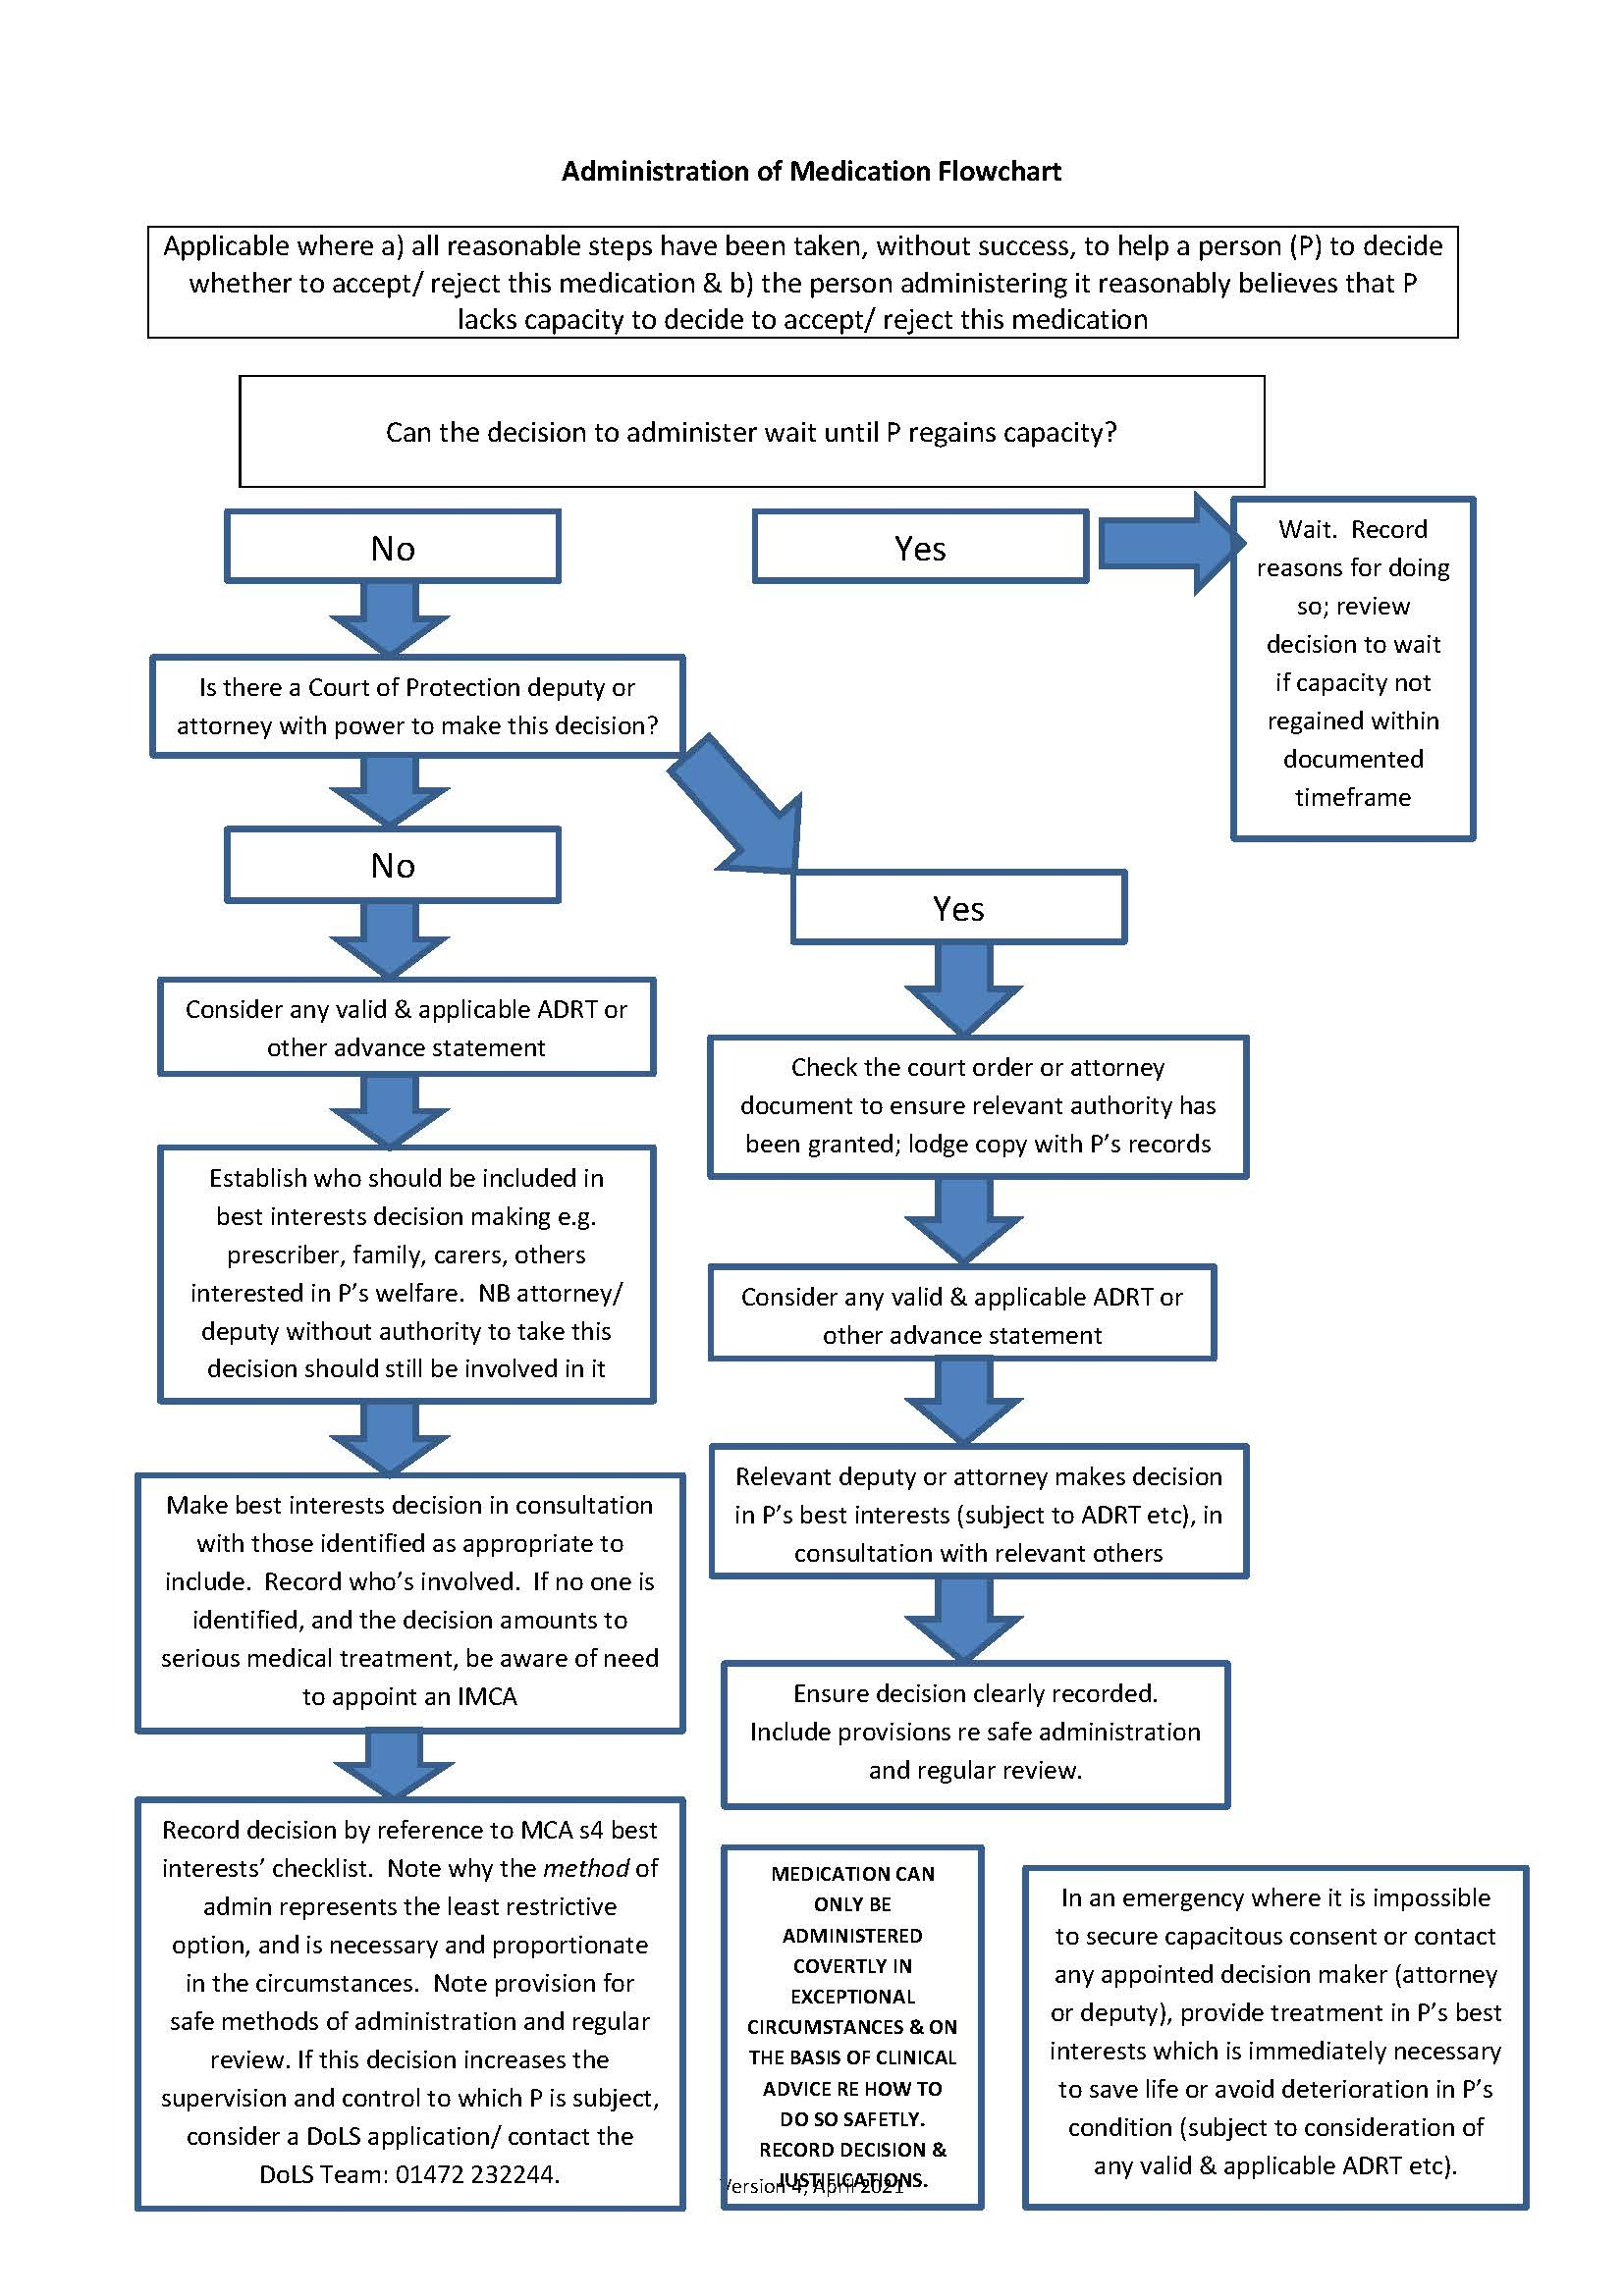 Administration of Medication Flowchart
Applicable where a) all reasonable steps have been taken, without success, to help a person (P) to decide
whether to accept/ reject this medication & b) the person administering it reasonably believes that P
lacks capacity to decide to accept/ reject this medication
Can the decision to administer wait until P regains capacity?
No
Yes
Wait. Record
reasons for doing
so; review
decision to wait
if capacity not
regained within
documented
timeframe
Is there a Court of Protection deputy or
attorney with power to make this decision?
No
Yes
Consider any valid & applicable ADRT or
other advance statement
Establish who should be included in
best interests decision making e.g.
prescriber, family, carers, others
interested in P's welfare. NB attorney/
deputy without authority to take this
decision should still be involved in it
Make best interests decision in consultation
with those identified as appropriate to
include. Record who's involved. If no one is
identified, and the decision amounts to
serious medical treatment, be aware of need
to appoint an IMCA
Record decision by reference to MCA s4 best
interests' checklist. Note why the method of
admin represents the least restrictive
option, and is necessary and proportionate
in the circumstances. Note provision for
safe methods of administration and regular
review. If this decision increases the
supervision and control to which P is subject,
consider a DoLS application/ contact the
DoLS Team: 01472 232244.
Check the court order or attorney
document to ensure relevant authority has
been granted; lodge copy with P's records
Consider any valid & applicable ADRT or
other advance statement
Relevant deputy or attorney makes decision
in P's best interests (subject to ADRT etc), in
consultation with relevant others
Ensure decision clearly recorded.
Include provisions re safe administration
and regular review.
MEDICATION CAN
ONLY BE
ADMINISTERED
COVERTLY IN
EXCEPTIONAL
CIRCUMSTANCES & ON
THE BASIS OF CLINICAL
ADVICE RE HOW TO
DO SO SAFETLY.
RECORD DECISION &
JUSTIFICATIONS.
Version 4, April 2021
In an emergency where it is impossible
to secure capacitous consent or contact
any appointed decision maker (attorney
or deputy), provide treatment in P's best
interests which is immediately necessary
to save life or avoid deterioration in P's
condition (subject to consideration of
any valid & applicable ADRT etc).